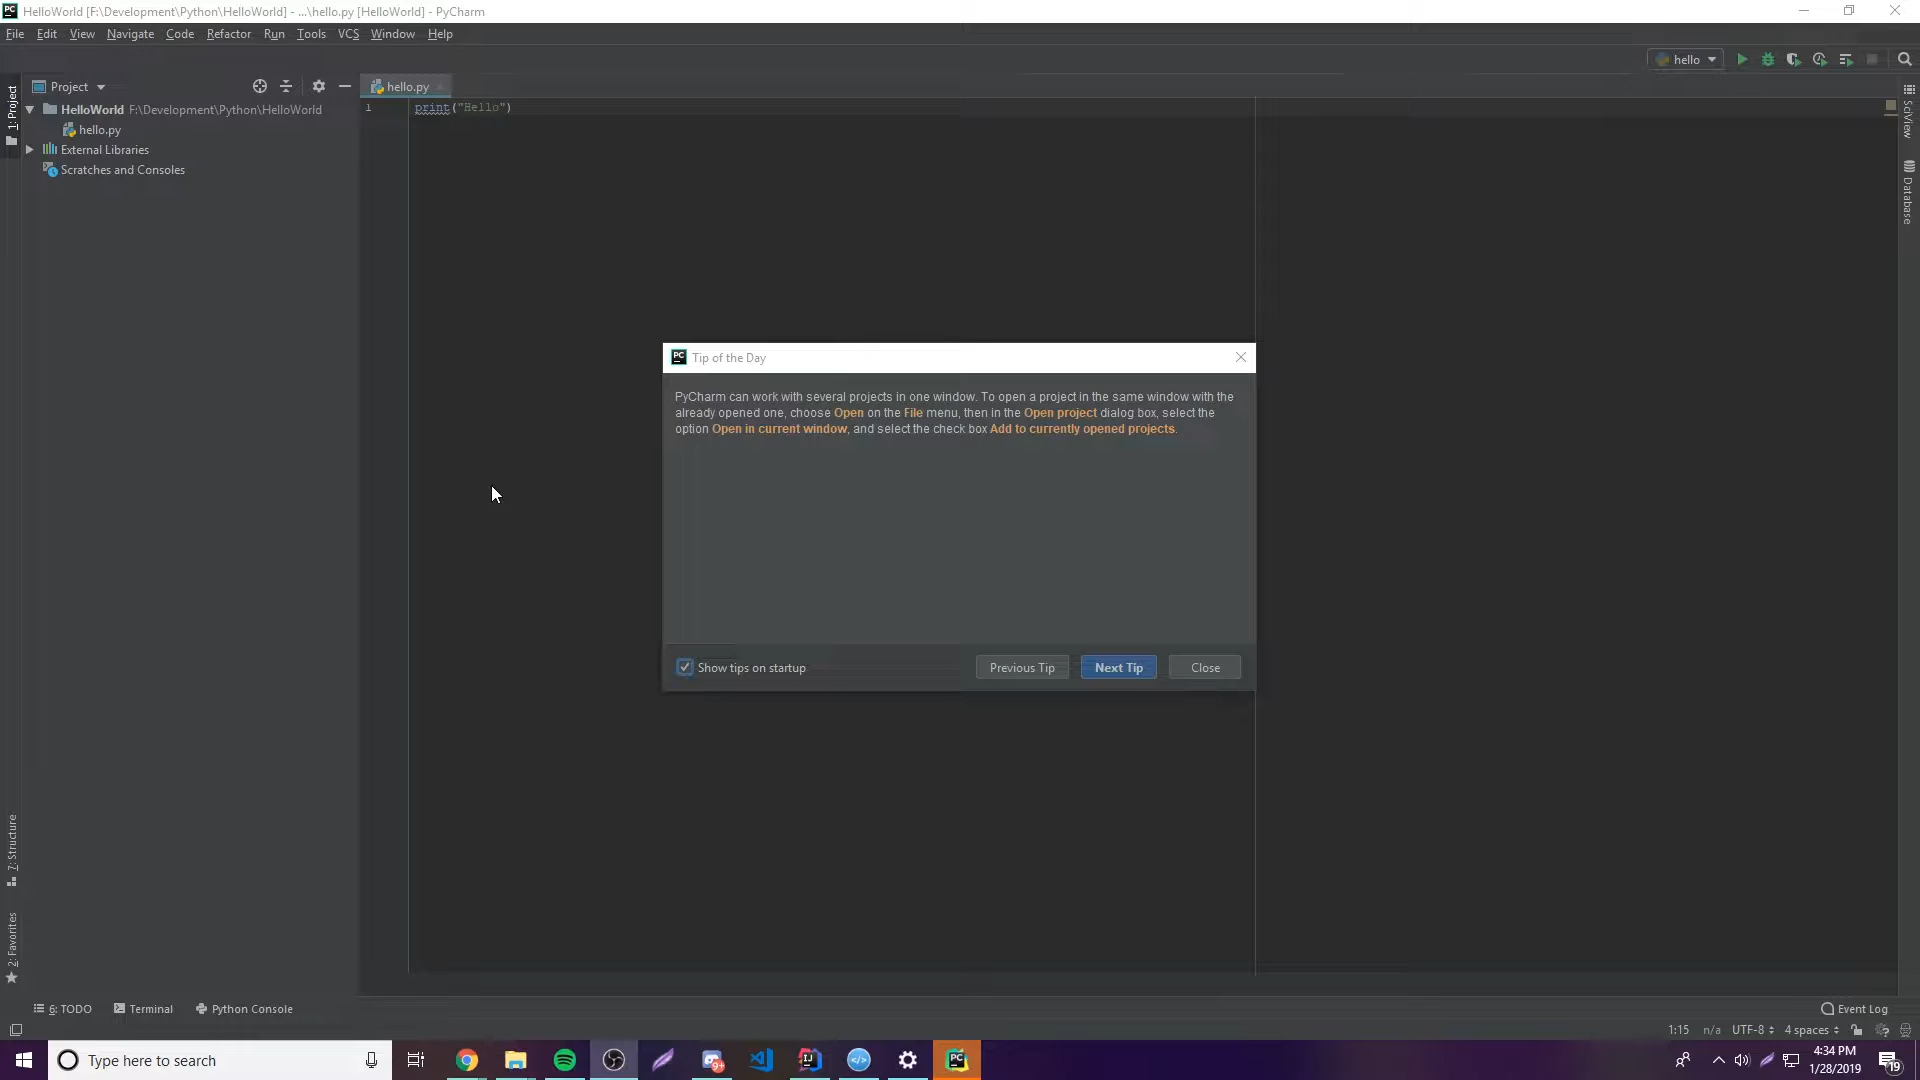 HelloWorld [F:\Development\Python\HelloWorld] - ...\hello.py [HelloWorld] - PyCharm
File Edit View Navigate Code Refactor Run Tools VCS Window Help
hello
Project
hello.py
HelloWorld F:\Development\Python\HelloWorld
hello.py
External Libraries
Scratches and Consoles
1: Project
7: Structure
2: Favorites
1 print("Hello")
SciView
Database
Tip of the Day
PyCharm can work with several projects in one window. To open a project in the same window with the
already opened one, choose Open on the File menu, then in the Open project dialog box, select the
option Open in current window, and select the check box Add to currently opened projects.
Show tips on startup
Previous Tip
Next Tip
Close
6: TODO Terminal Python Console
Event Log
1:15 n/a UTF-8 4 spaces
Type here to search
4:34 PM
1/28/2019
19